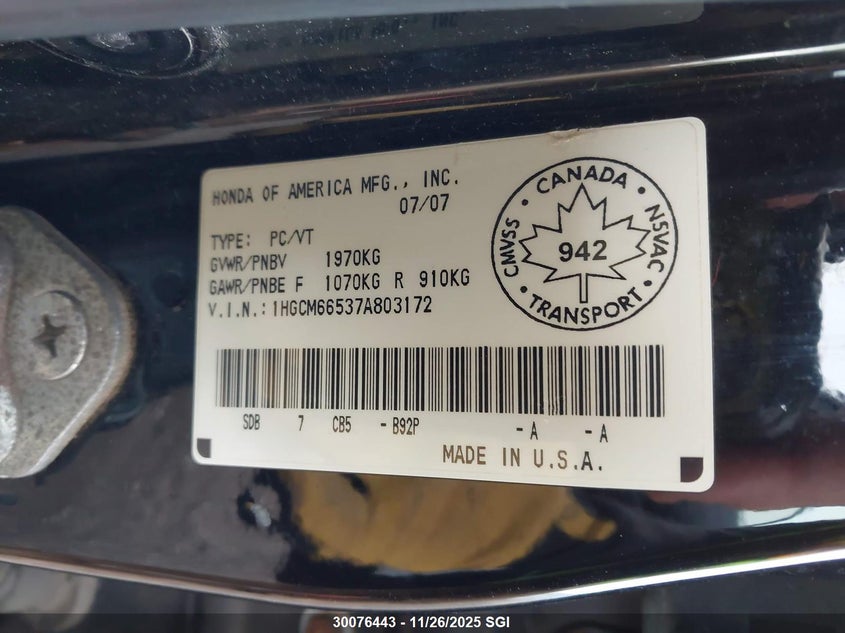 HONDA OF AMERICA MFG., INC.
07/07
TYPE: PC/VT
GVWR/PNBV 1970KG
GAWR/PNBE F 1070KG R 910KG
V.I.N.: 1HGCM66537A803172
CANADA
CMVSS
942
NSVAC
TRANSPORT
SDB 7 CB5 - B92P - A - A
MADE IN U.S.A.
30076443 - 11/26/2025 SGI